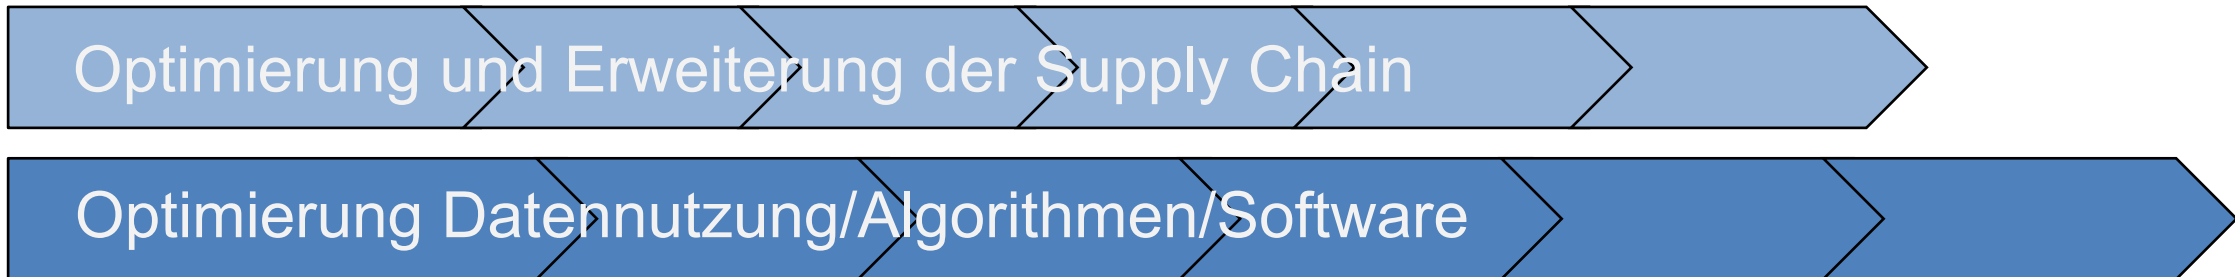 Optimierung und Erweiterung der Supply Chain
Optimierung Datennutzung/Algorithmen/Software